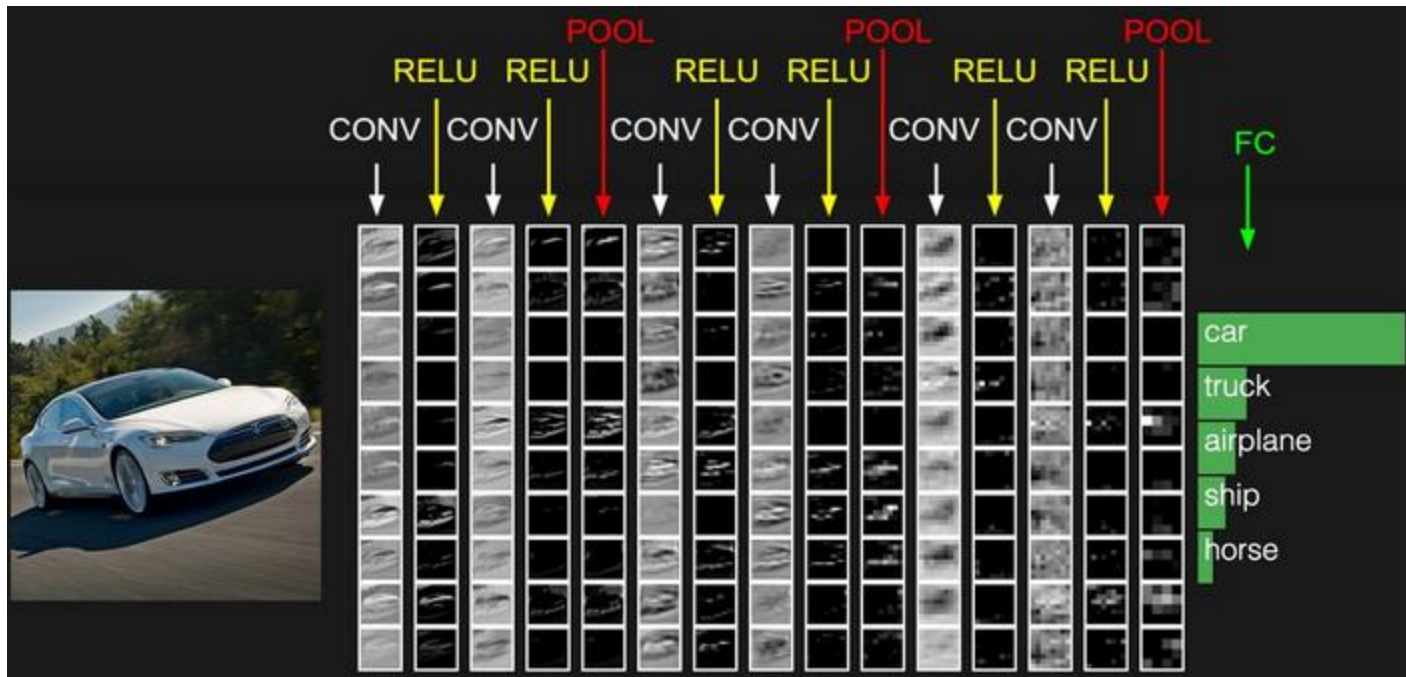 POOL POOL POOL
RELU RELU RELU RELU RELU RELU
CONV CONV CONV CONV CONV CONV
FC
car
truck
airplane
ship
horse